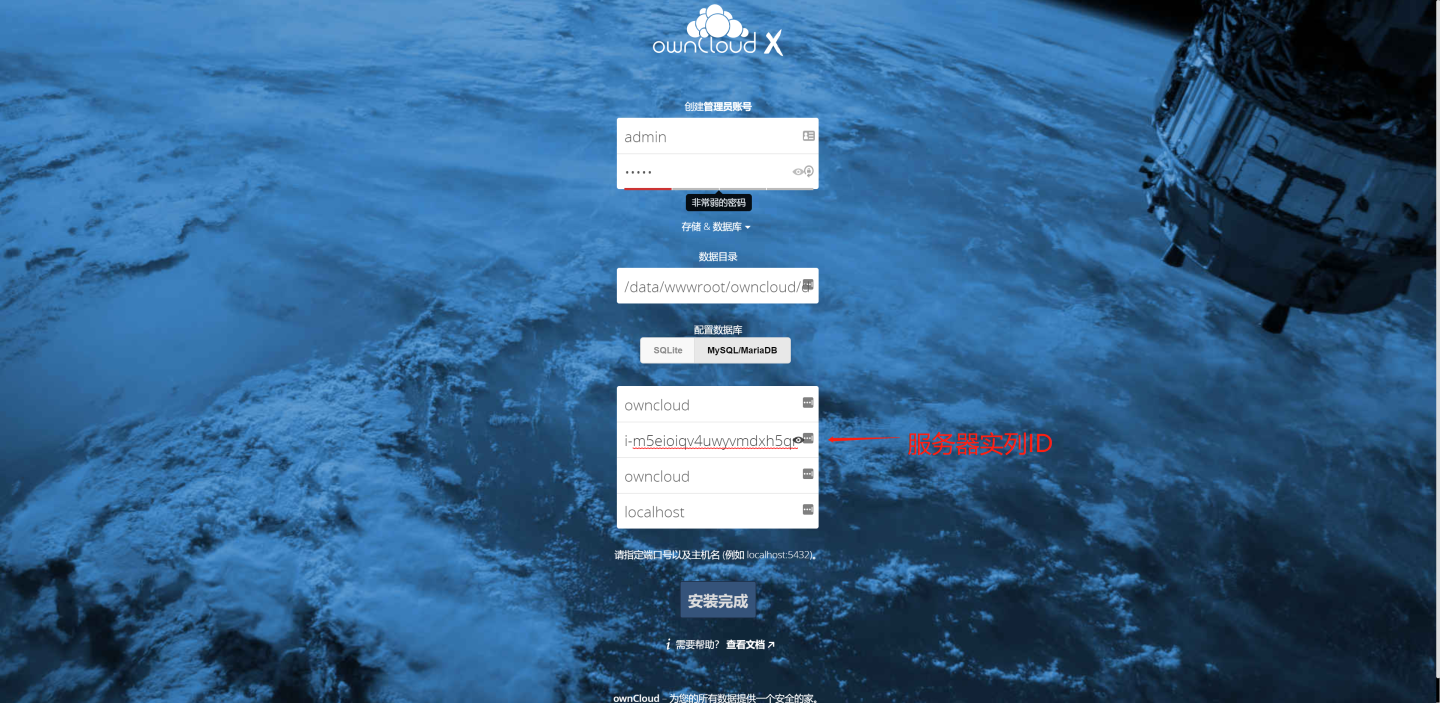 ownCloud X
创建管理员账号
admin
•••••
非常弱的密码
存储 & 数据库
数据目录
/data/wwwroot/owncloud/d
配置数据库
SQLite MySQL/MariaDB
owncloud
i-m5eioiqv4uwyvmdxh5qr 服务器实列ID
owncloud
localhost
请指定端口号以及主机名 (例如 localhost:5432)。
安装完成
i 需要帮助? 查看文档 ↗
ownCloud – 为您的所有数据提供一个安全的家。